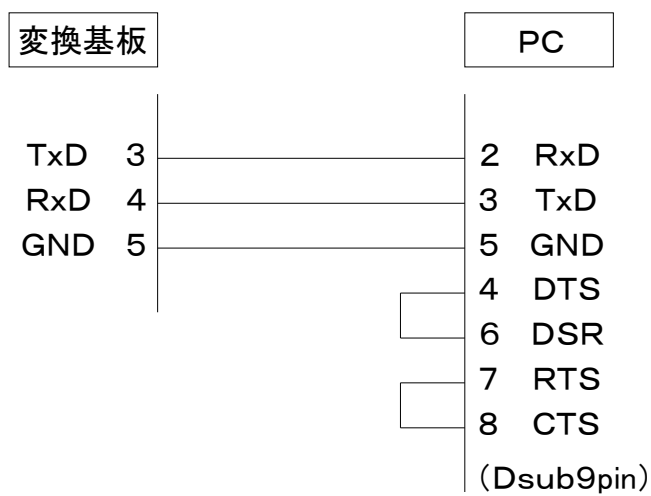 変換基板 PC
TxD 3 2 RxD
RxD 4 3 TxD
GND 5 5 GND
4 DTS
6 DSR
7 RTS
8 CTS
(Dsub9pin)